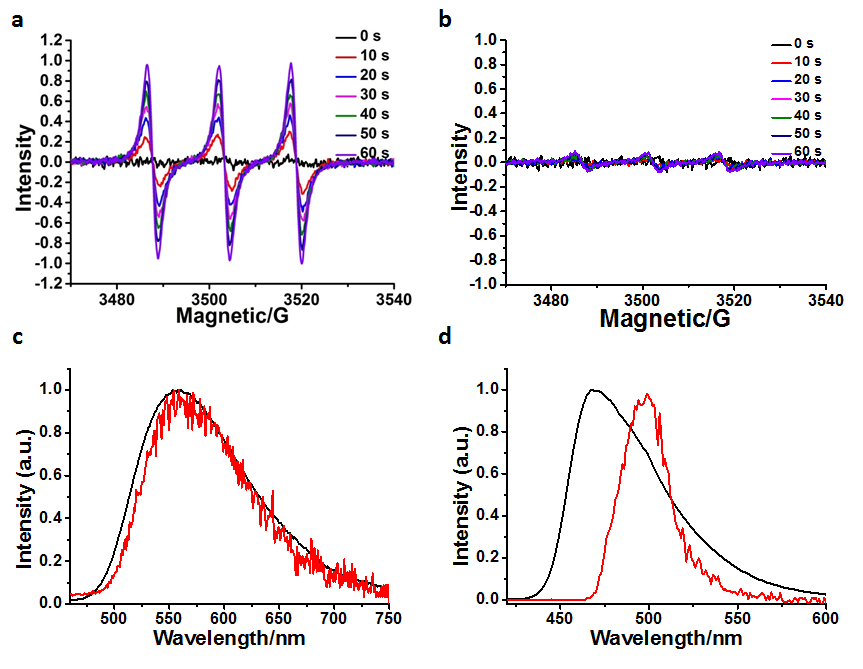 a
1.2
1.0
0.8
0.6
0.4
0.2
0.0
-0.2
-0.4
-0.6
-0.8
-1.0
-1.2
Intensity
3480
3500
3520
3540
Magnetic/G
0 s
10 s
20 s
30 s
40 s
50 s
60 s
b
1.0
0.8
0.6
0.4
0.2
0.0
-0.2
-0.4
-0.6
-0.8
-1.0
Intensity
3480
3500
3520
3540
Magnetic/G
0 s
10 s
20 s
30 s
40 s
50 s
60 s
c
1.0
0.8
0.6
0.4
0.2
0.0
Intensity (a.u.)
500
550
600
650
700
750
Wavelength/nm
d
1.0
0.8
0.6
0.4
0.2
0.0
Intensity (a.u.)
450
500
550
600
Wavelength/nm